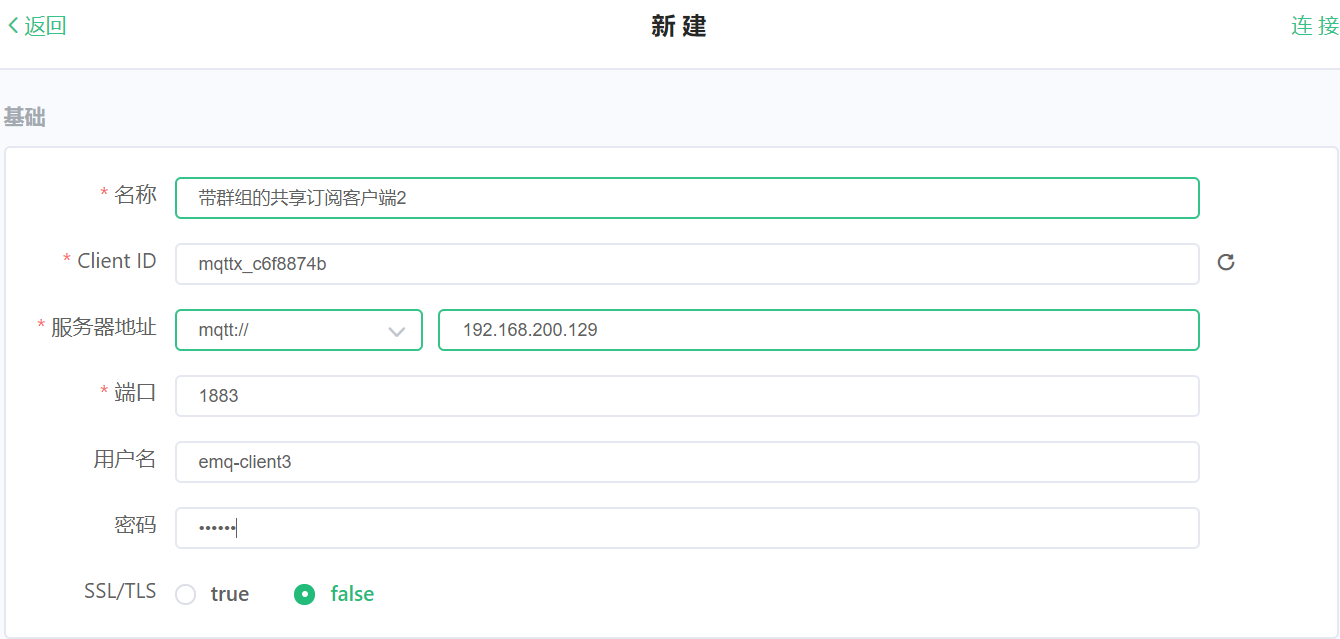 返回 新 建 连 接
基础
* 名称 带群组的共享订阅客户端2
* Client ID mqttx_c6f8874b
* 服务器地址 mqtt:// 192.168.200.129
* 端口 1883
用户名 emq-client3
密码 ••••••
SSL/TLS true false